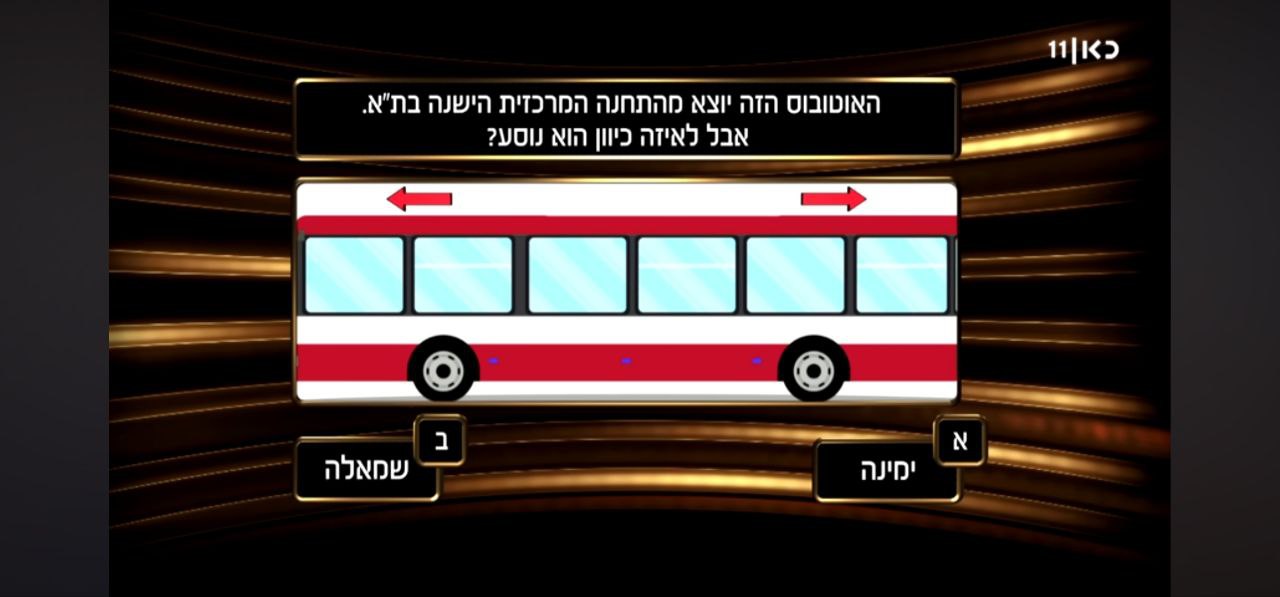 כאן|11
האוטובוס הזה יוצא מהתחנה המרכזית הישנה בת"א.
אבל לאיזה כיוון הוא נוסע?
א
ימינה
ב
שמאלה